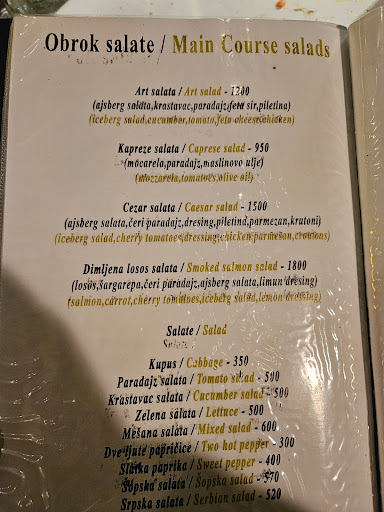 Obrok salate / Main Course salads
Art salata / Art salad - 1200
(ajsberg salata,krastavac,paradajz,feta sir,piletina)
(iceberg salad,cucumber,tomato,feta cheese,chicken)
Kapreze salata / Caprese salad - 950
(mocarela,paradajz,maslinovo ulje)
(mozzarela,tomatoes,olive oil)
Cezar salata / Caesar salad - 1500
(ajsberg salata,čeri paradajz,dresing,piletina,parmezan,krutoni)
(iceberg salad,cherry tomatoes,dressing,chicken,parmezan,croutons)
Dimljena losos salata / Smoked salmon salad - 1800
(losos,šargarepa,čeri paradajz,ajsberg salata,limun dresing)
(salmon,carrot,cherry tomatoes,iceberg salad,lemon dressing)
Salate / Salad
Kupus / Cabbage - 350
Paradajz salata / Tomato salad - 500
Krastavac salata / Cucumber salad - 500
Zelena salata / Lettuce - 500
Mešana salata / Mixed salad - 600
Dve ljute papričice / Two hot pepper - 300
Slatka paprika / Sweet pepper - 400
Šopska salata / Šopska salad - 570
Srpska salata / Serbian salad - 520